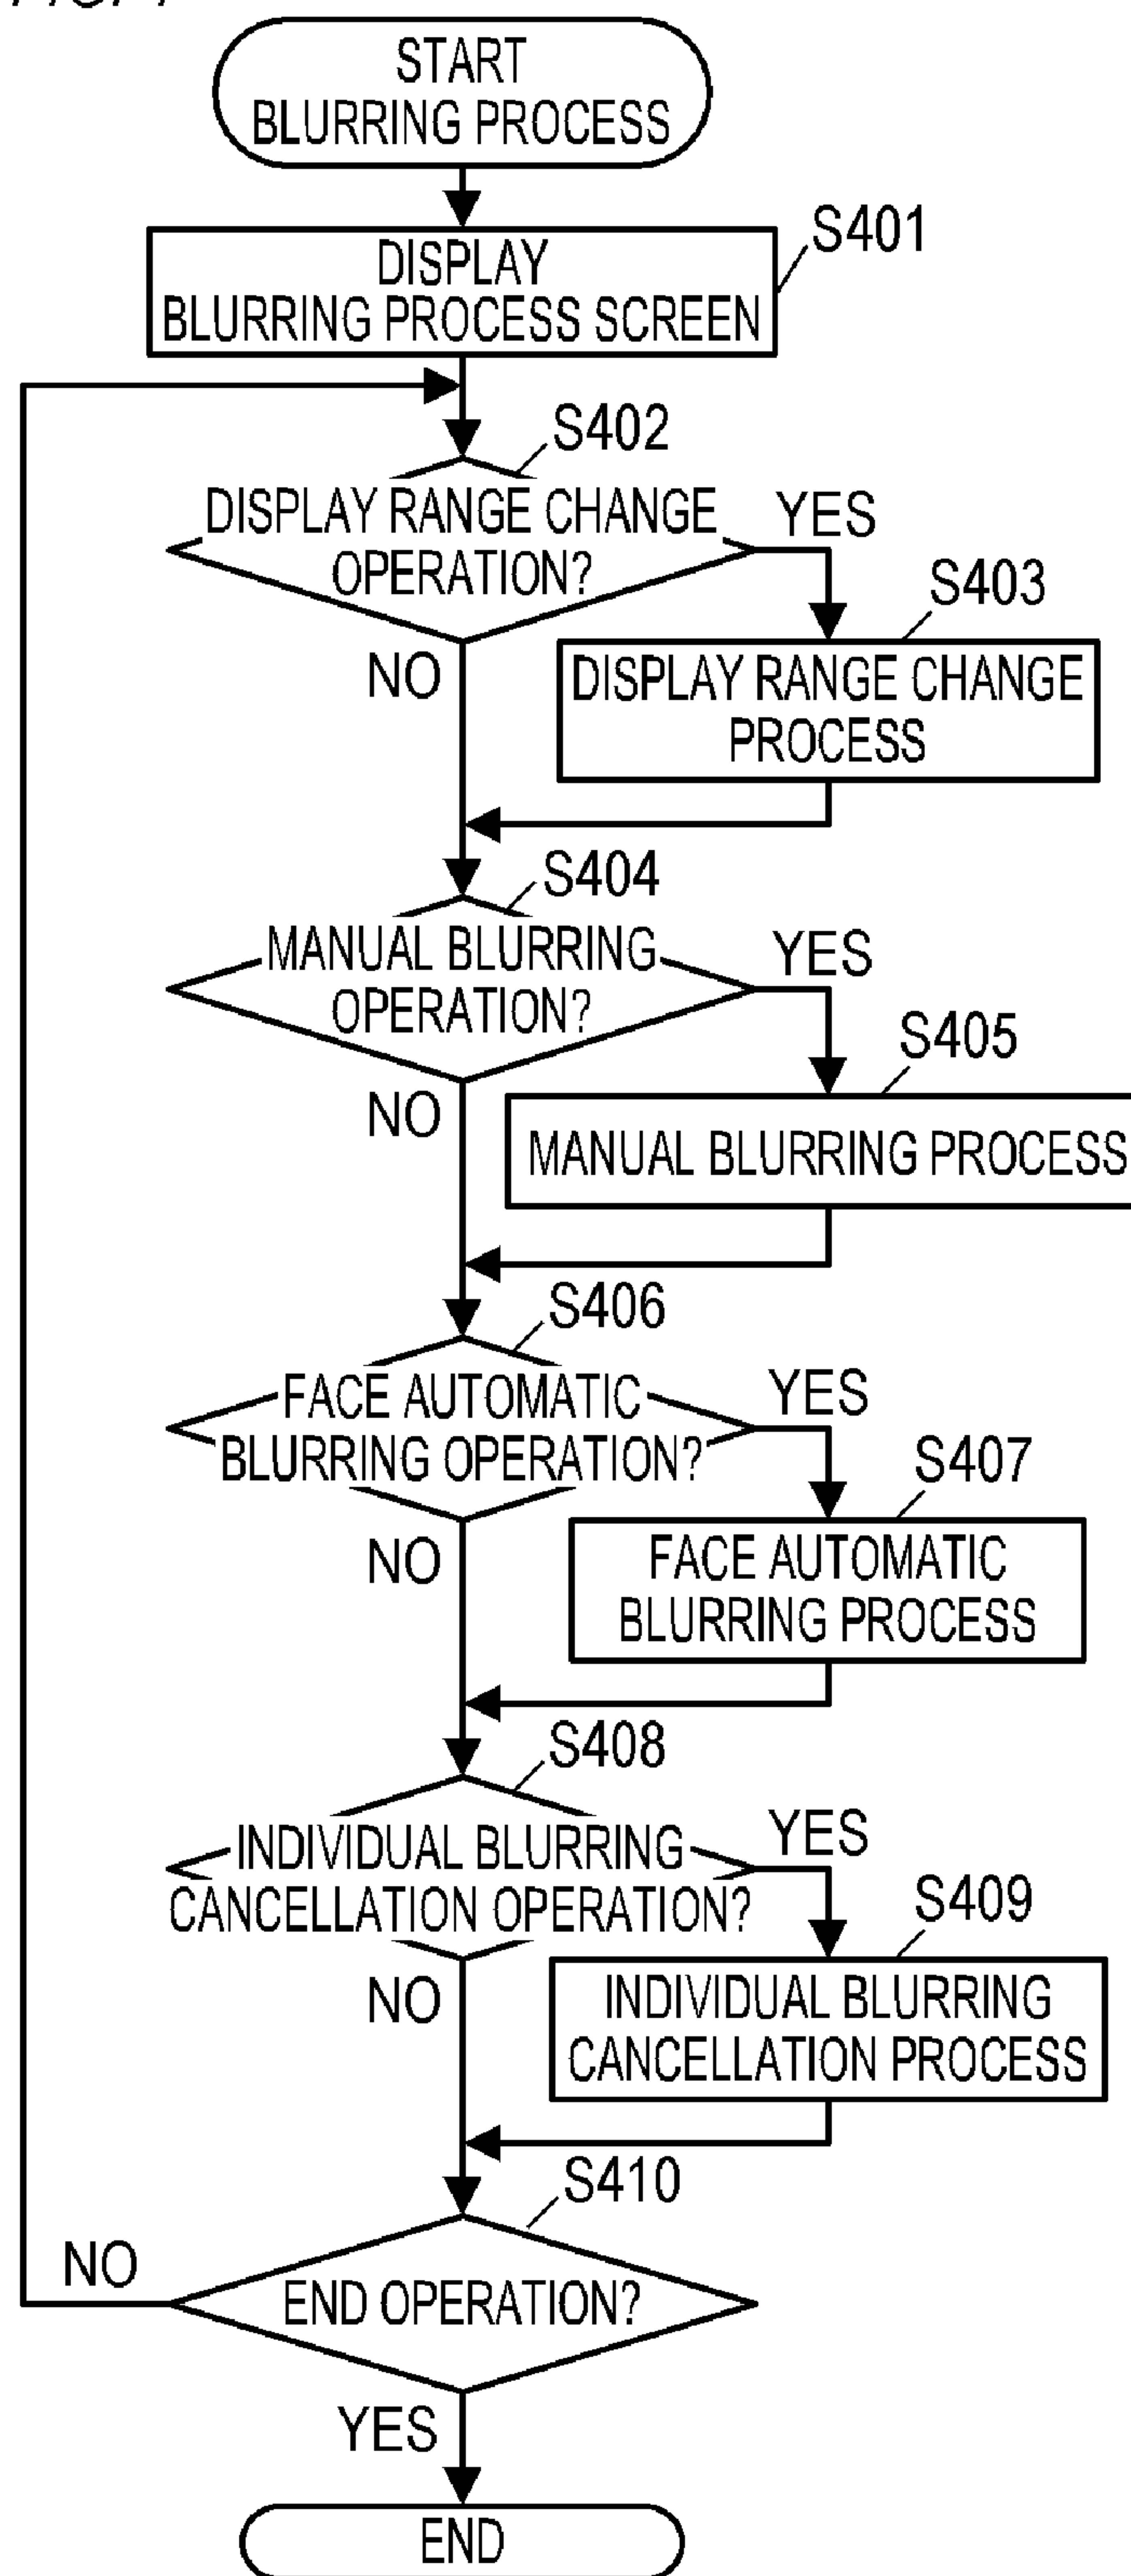 START
BLURRING PROCESS
S401
DISPLAY
BLURRING PROCESS SCREEN
S402
DISPLAY RANGE CHANGE
OPERATION?
YES
S403
NO
DISPLAY RANGE CHANGE
PROCESS
S404
MANUAL BLURRING
OPERATION?
YES
S405
NO
MANUAL BLURRING PROCESS
S406
FACE AUTOMATIC
BLURRING OPERATION?
YES
S407
NO
FACE AUTOMATIC
BLURRING PROCESS
S408
INDIVIDUAL BLURRING
CANCELLATION OPERATION?
YES
S409
NO
INDIVIDUAL BLURRING
CANCELLATION PROCESS
S410
NO
END OPERATION?
YES
END